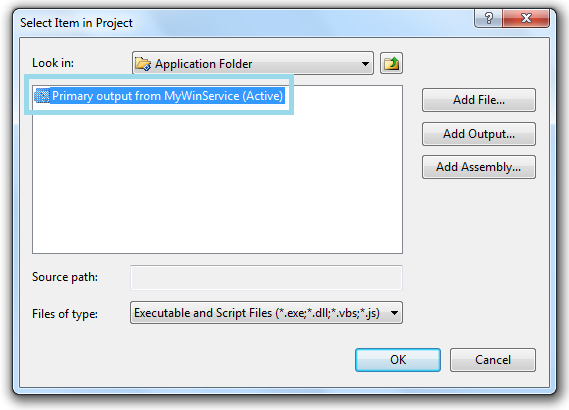 Select Item in Project
Look in:
Application Folder
Primary output from MyWinService (Active)
Add File...
Add Output...
Add Assembly...
Source path:
Files of type:
Executable and Script Files (*.exe;*.dll;*.vbs;*.js)
OK
Cancel